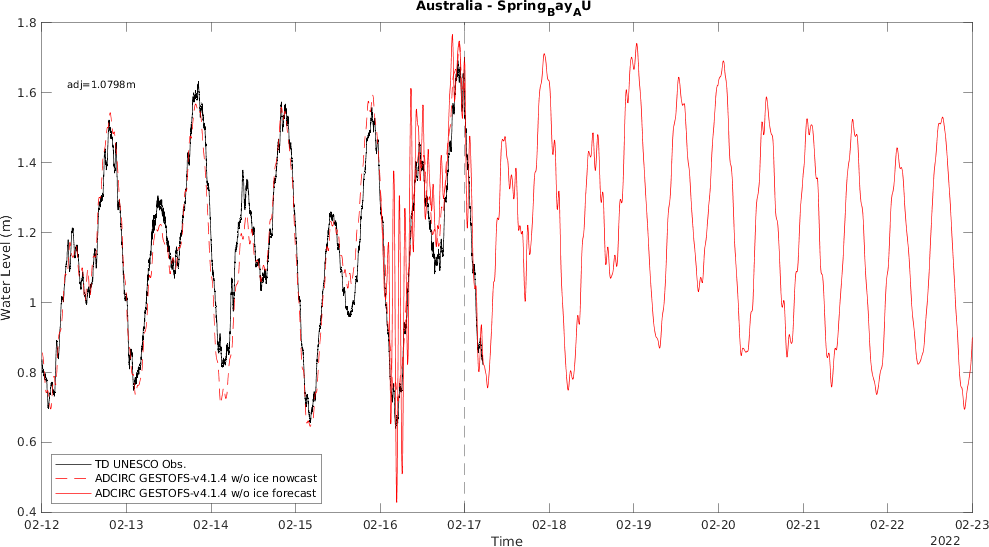 Australia - SpringBayAU
adj=1.0798m
Water Level (m)
1.8
1.6
1.4
1.2
1
0.8
0.6
0.4
TD UNESCO Obs.
ADCIRC GESTOFS-v4.1.4 w/o ice nowcast
ADCIRC GESTOFS-v4.1.4 w/o ice forecast
02-12 02-13 02-14 02-15 02-16 02-17 02-18 02-19 02-20 02-21 02-22 02-23
Time
2022